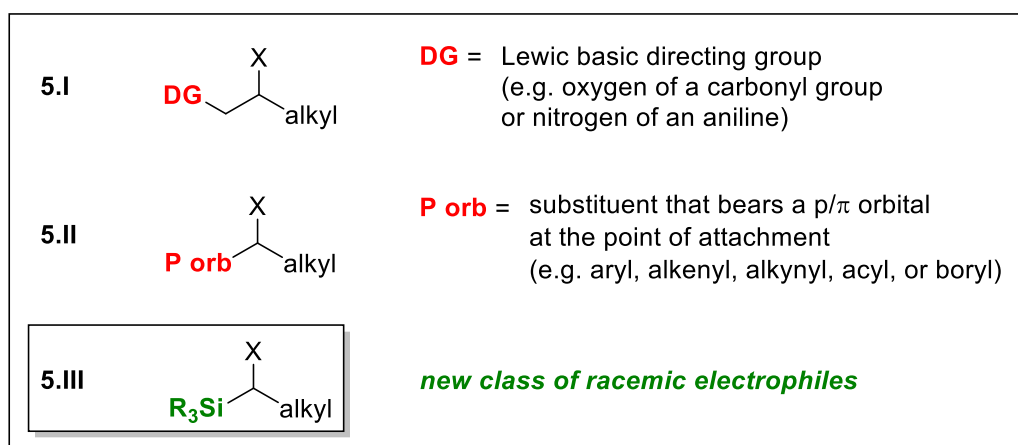 5.I
X
DG
alkyl
DG = Lewic basic directing group
(e.g. oxygen of a carbonyl group
or nitrogen of an aniline)
5.II
X
P orb
alkyl
P orb = substituent that bears a p/π orbital
at the point of attachment
(e.g. aryl, alkenyl, alkynyl, acyl, or boryl)
5.III
X
R₃Si
alkyl
new class of racemic electrophiles